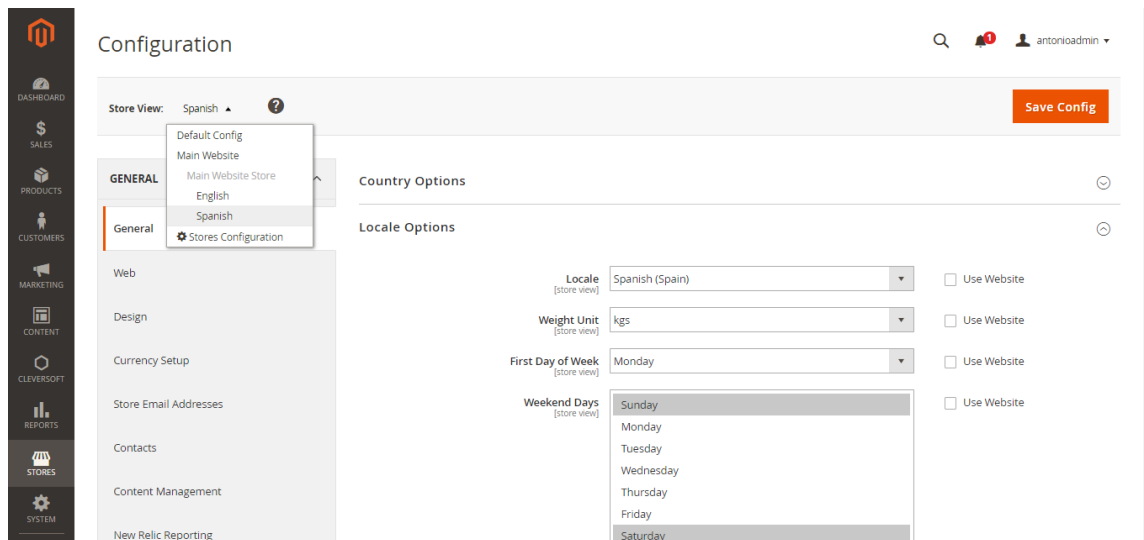 Configuration
1
antonioadmin
DASHBOARD
SALES
PRODUCTS
CUSTOMERS
MARKETING
CONTENT
CLEVERSOFT
REPORTS
STORES
SYSTEM
Store View: Spanish
?
Save Config
Default Config
Main Website
Main Website Store
English
Spanish
Stores Configuration
GENERAL
General
Web
Design
Currency Setup
Store Email Addresses
Contacts
Content Management
New Relic Reporting
Country Options
Locale Options
Locale
[store view]
Spanish (Spain)
Use Website
Weight Unit
[store view]
kgs
Use Website
First Day of Week
[store view]
Monday
Use Website
Weekend Days
[store view]
Sunday
Monday
Tuesday
Wednesday
Thursday
Friday
Saturday
Use Website